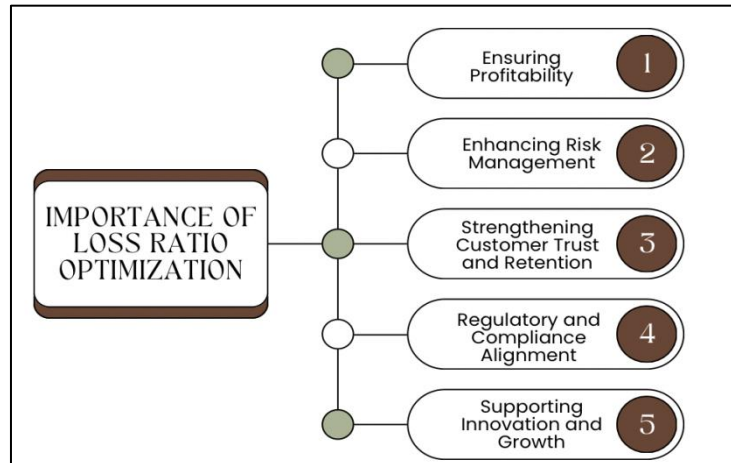 IMPORTANCE OF
LOSS RATIO
OPTIMIZATION
Ensuring
Profitability
1
Enhancing Risk
Management
2
Strengthening
Customer Trust
and Retention
3
Regulatory and
Compliance
Alignment
4
Supporting
Innovation and
Growth
5